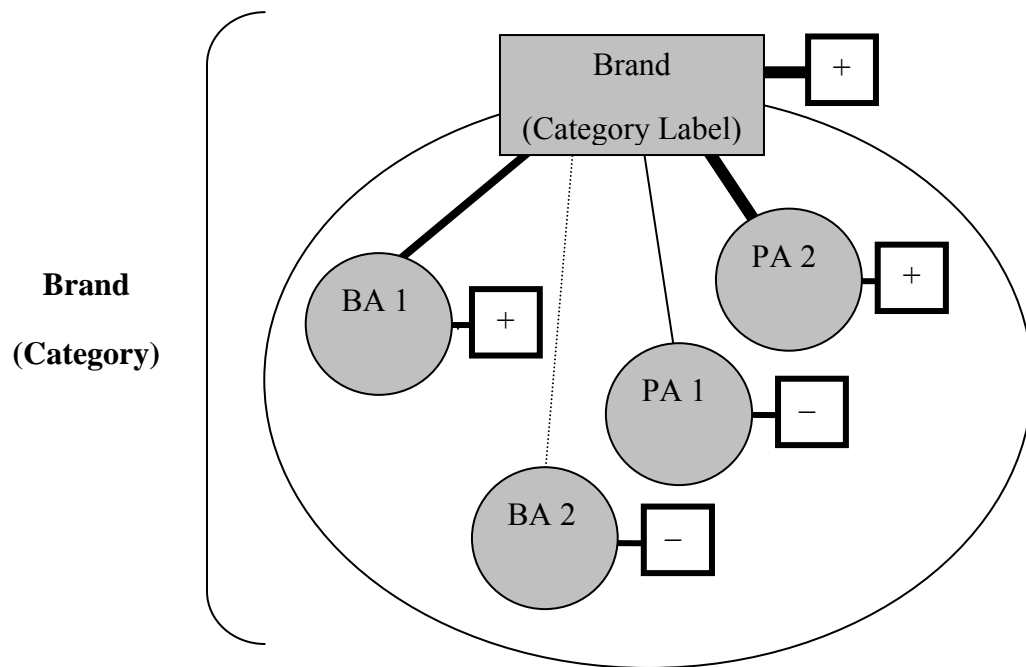 Brand
(Category Label)
+
PA 2
+
BA 1
+
Brand
(Category)
PA 1
−
BA 2
−